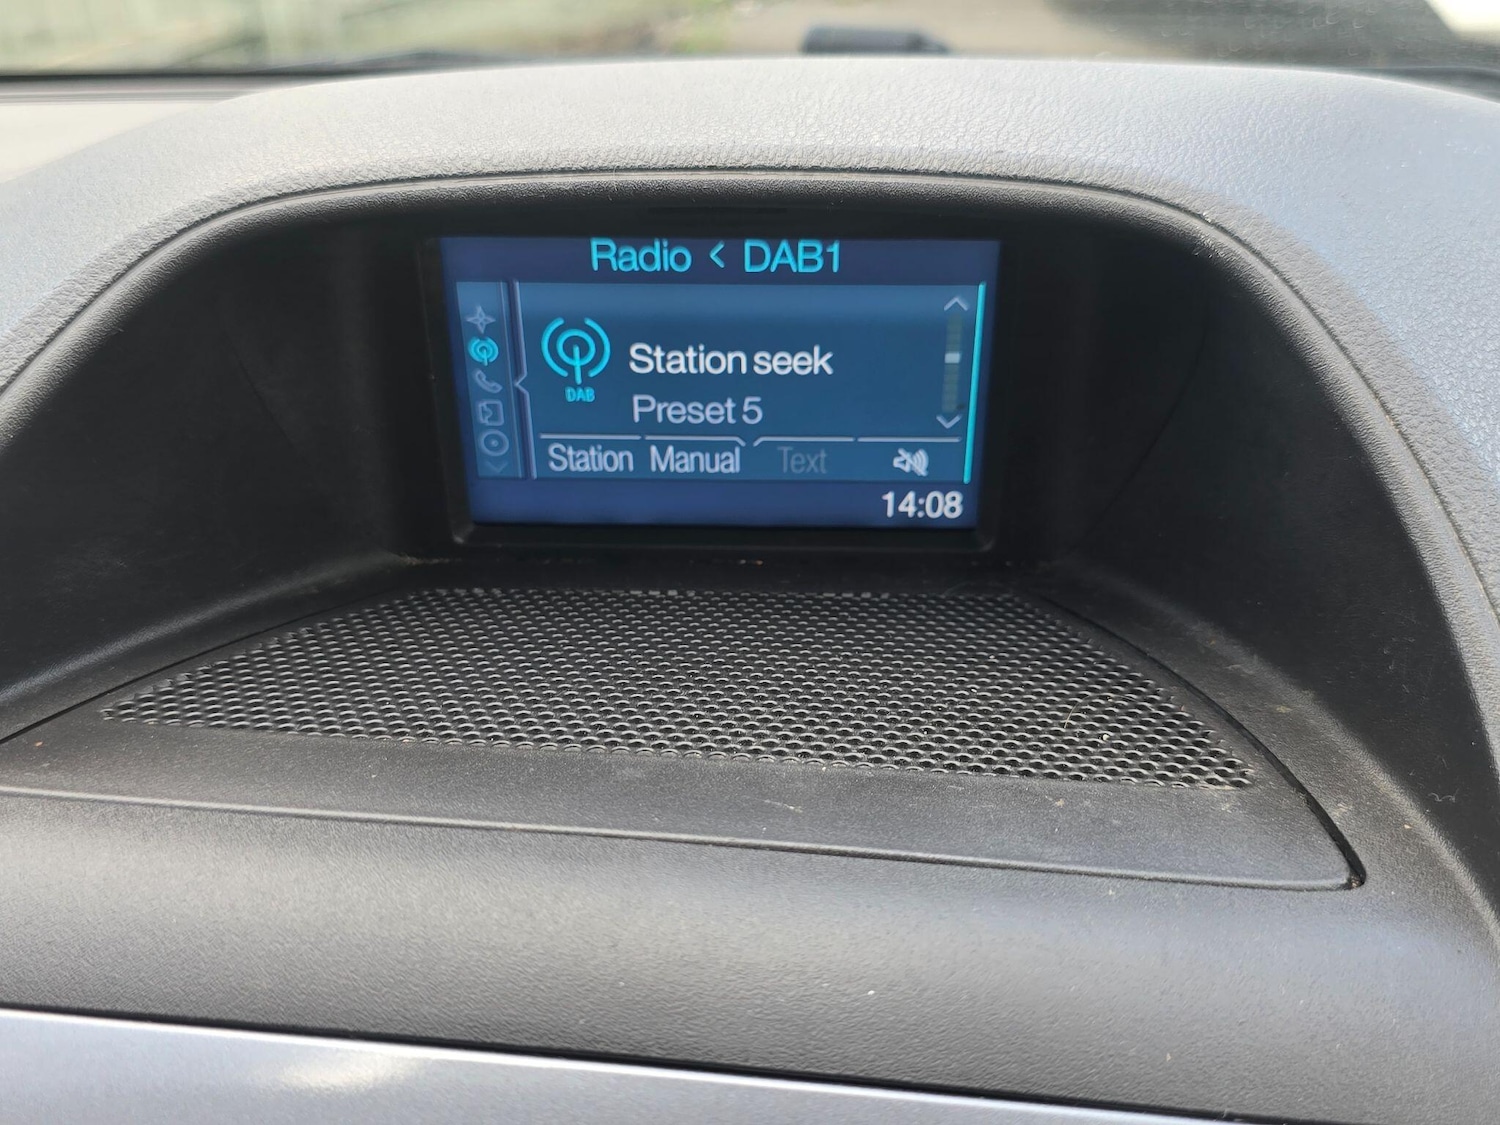 Radio < DAB1
Station seek
DAB
Preset 5
Station Manual Text
14:08